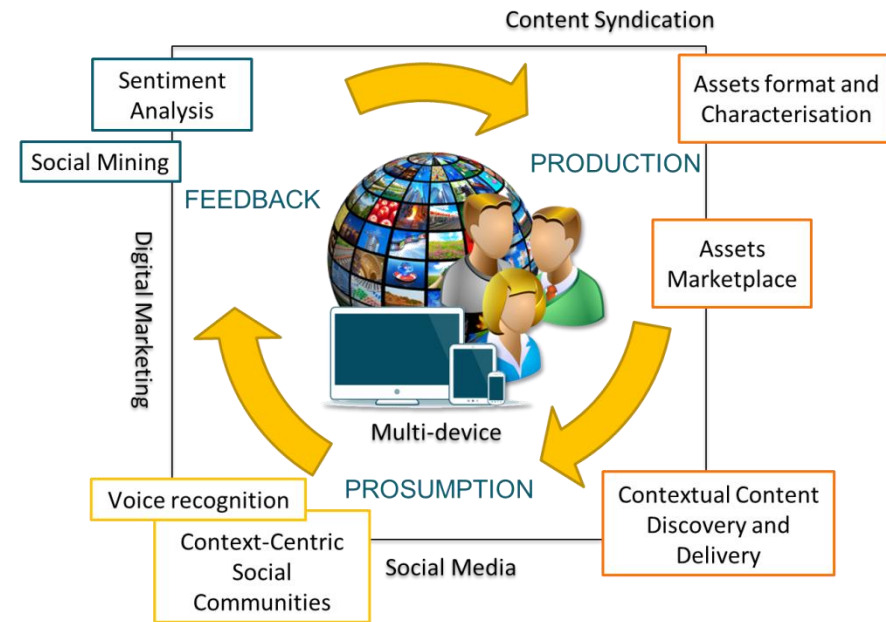 Content Syndication
Sentiment
Analysis
Assets format and
Characterisation
Social Mining
PRODUCTION
FEEDBACK
Digital Marketing
Assets
Marketplace
Multi-device
Voice recognition
PROSUMPTION
Contextual Content
Discovery and
Delivery
Context-Centric
Social
Communities
Social Media